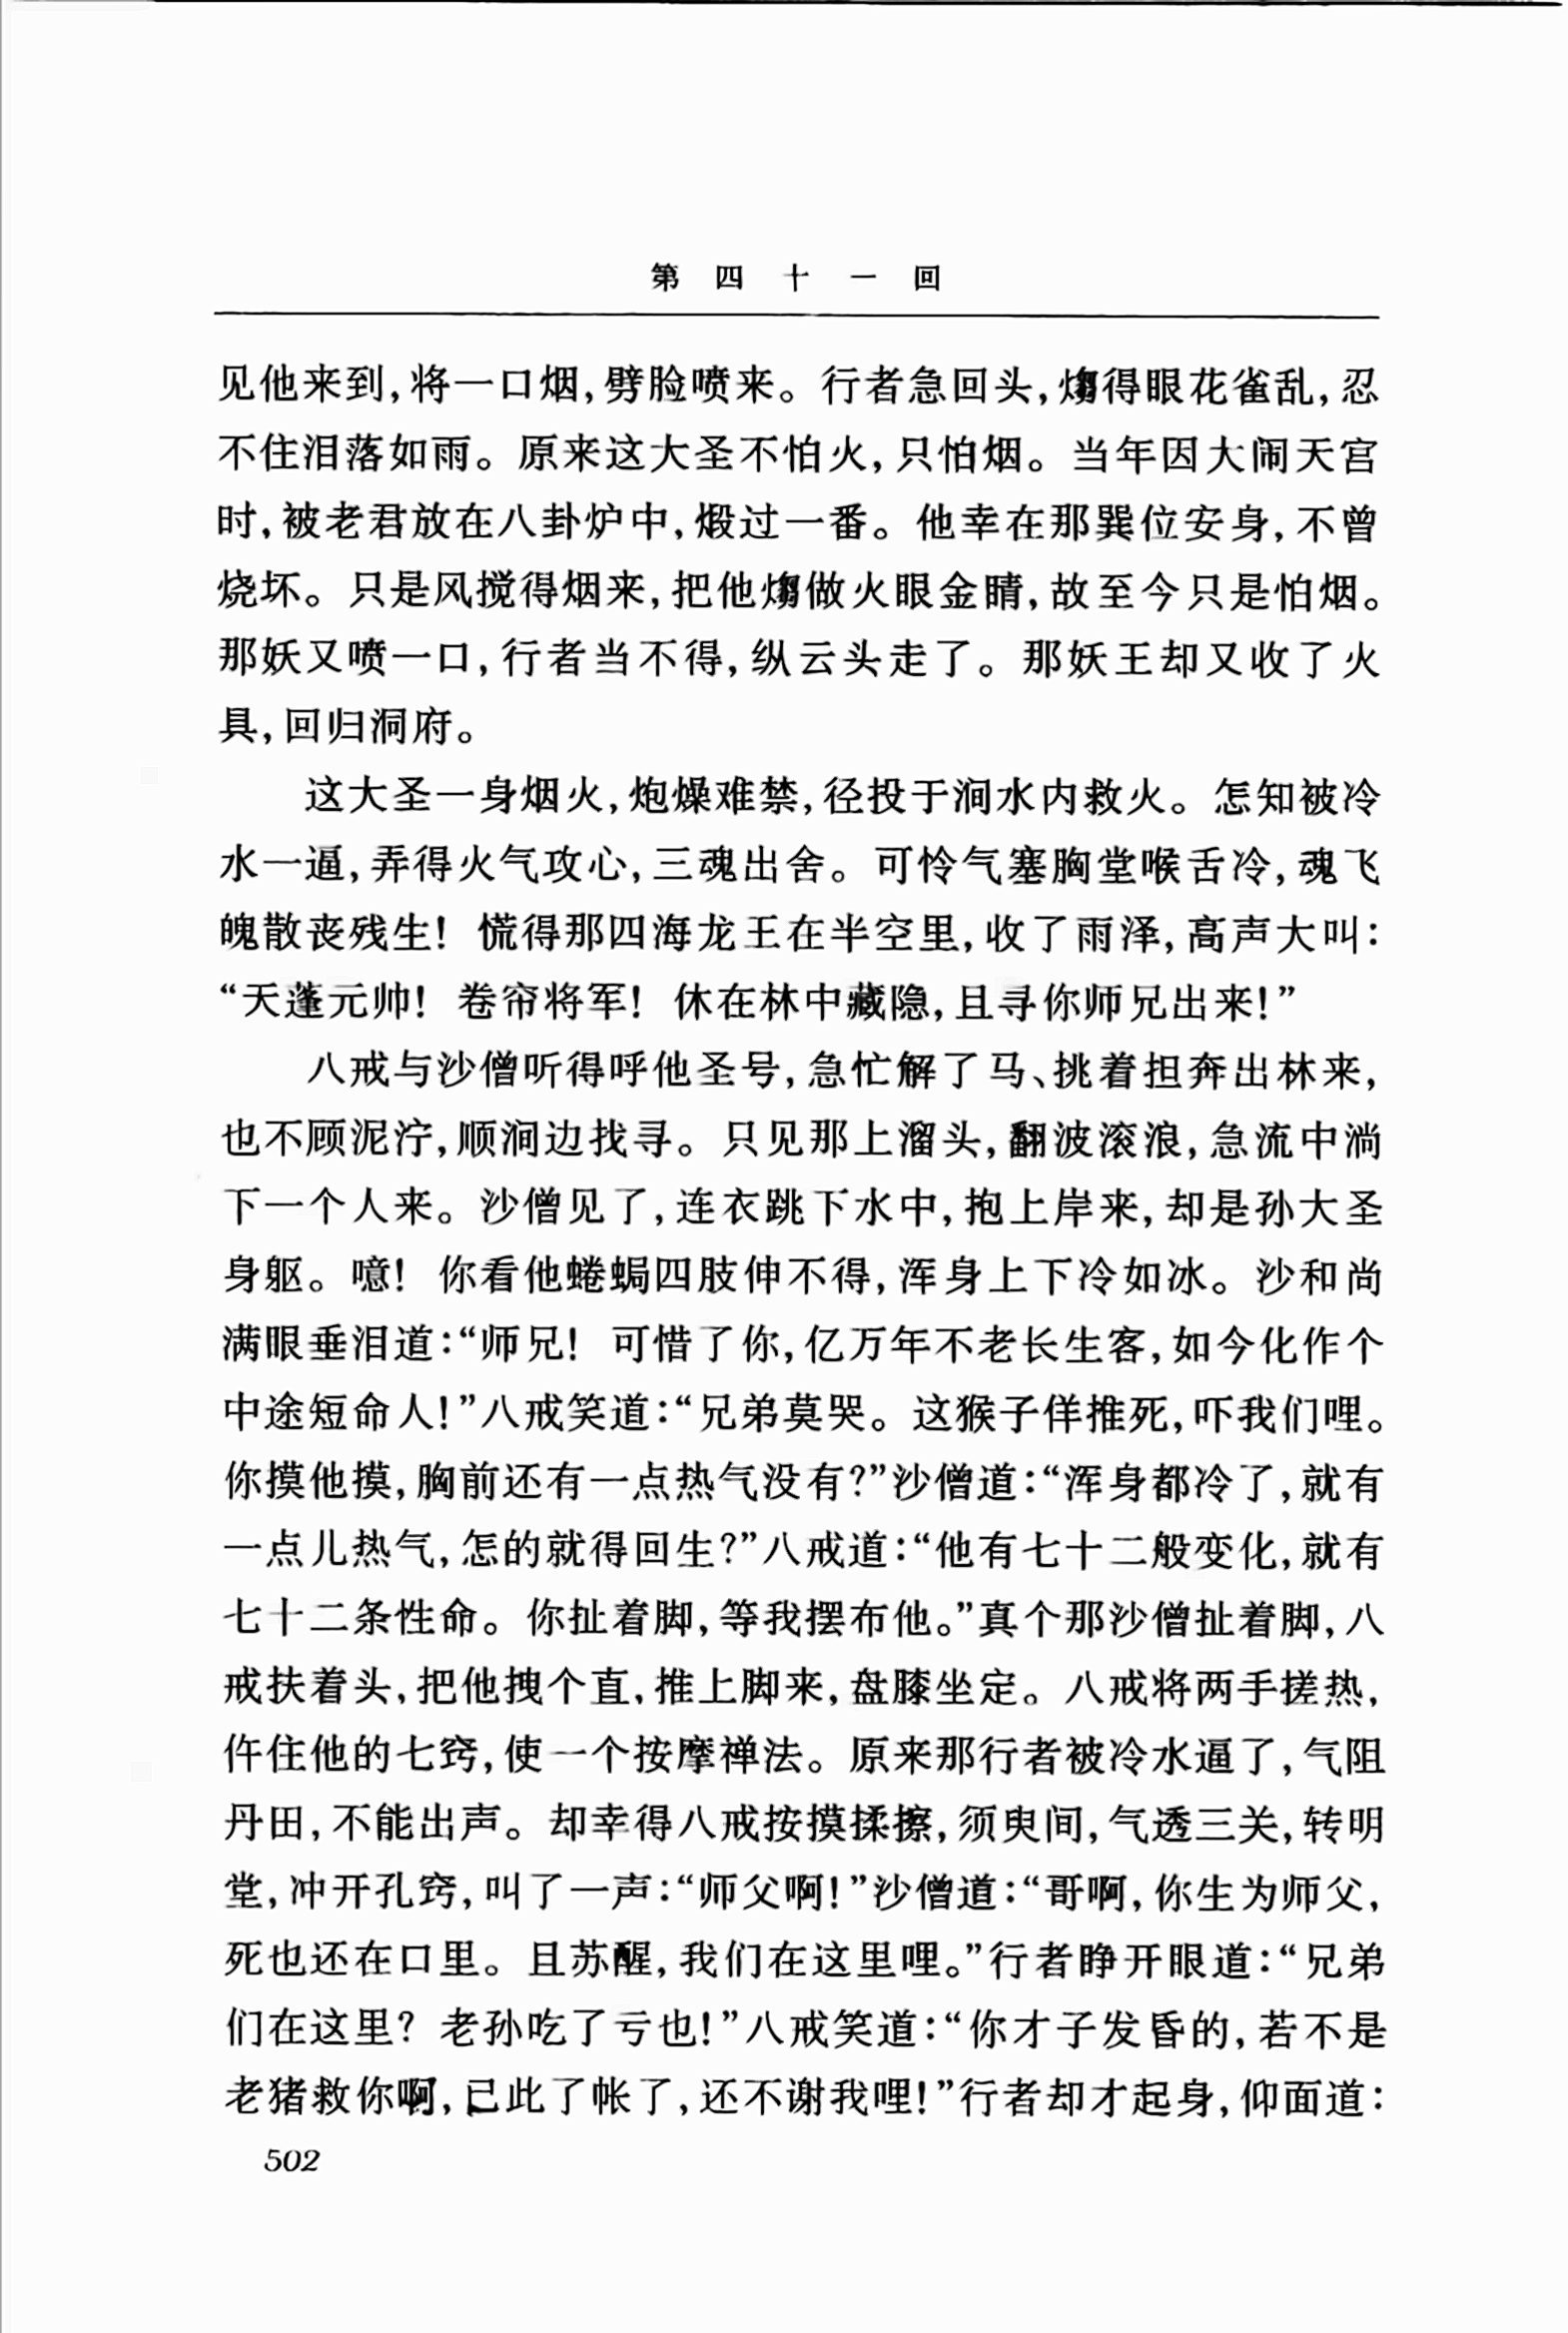 第四十一回
见他来到，将一口烟，劈脸喷来。行者急回头，㷌得眼花雀乱，忍
不住泪落如雨。原来这大圣不怕火，只怕烟。当年因大闹天宫
时，被老君放在八卦炉中，煅过一番。他幸在那巽位安身，不曾
烧坏。只是风搅得烟来，把他㷌做火眼金睛，故至今只是怕烟。
那妖又喷一口，行者当不得，纵云头走了。那妖王却又收了火
具，回归洞府。
这大圣一身烟火，炮燥难禁，径投于涧水内救火。怎知被冷
水一逼，弄得火气攻心，三魂出舍。可怜气塞胸堂喉舌冷，魂飞
魄散丧残生！慌得那四海龙王在半空里，收了雨泽，高声大叫：
“天蓬元帅！卷帘将军！休在林中藏隐，且寻你师兄出来！”
八戒与沙僧听得呼他圣号，急忙解了马、挑着担奔出林来，
也不顾泥泞，顺涧边找寻。只见那上溜头，翻波滚浪，急流中淌
下一个人来。沙僧见了，连衣跳下水中，抱上岸来，却是孙大圣
身躯。噫！你看他蜷蜠四肢伸不得，浑身上下冷如冰。沙和尚
满眼垂泪道：“师兄！可惜了你，亿万年不老长生客，如今化作个
中途短命人！”八戒笑道：“兄弟莫哭。这猴子佯推死，吓我们哩。
你摸他摸，胸前还有一点热气没有？”沙僧道：“浑身都冷了，就有
一点儿热气，怎的就得回生？”八戒道：“他有七十二般变化，就有
七十二条性命。你扯着脚，等我摆布他。”真个那沙僧扯着脚，八
戒扶着头，把他拽个直，推上脚来，盘膝坐定。八戒将两手搓热，
仵住他的七窍，使一个按摩禅法。原来那行者被冷水逼了，气阻
丹田，不能出声。却幸得八戒按摸揉擦，须臾间，气透三关，转明
堂，冲开孔窍，叫了一声：“师父啊！”沙僧道：“哥啊，你生为师父，
死也还在口里。且苏醒，我们在这里哩。”行者睁开眼道：“兄弟
们在这里？老孙吃了亏也！”八戒笑道：“你才子发昏的，若不是
老猪救你啊，已此了帐了，还不谢我哩！”行者却才起身，仰面道：
502